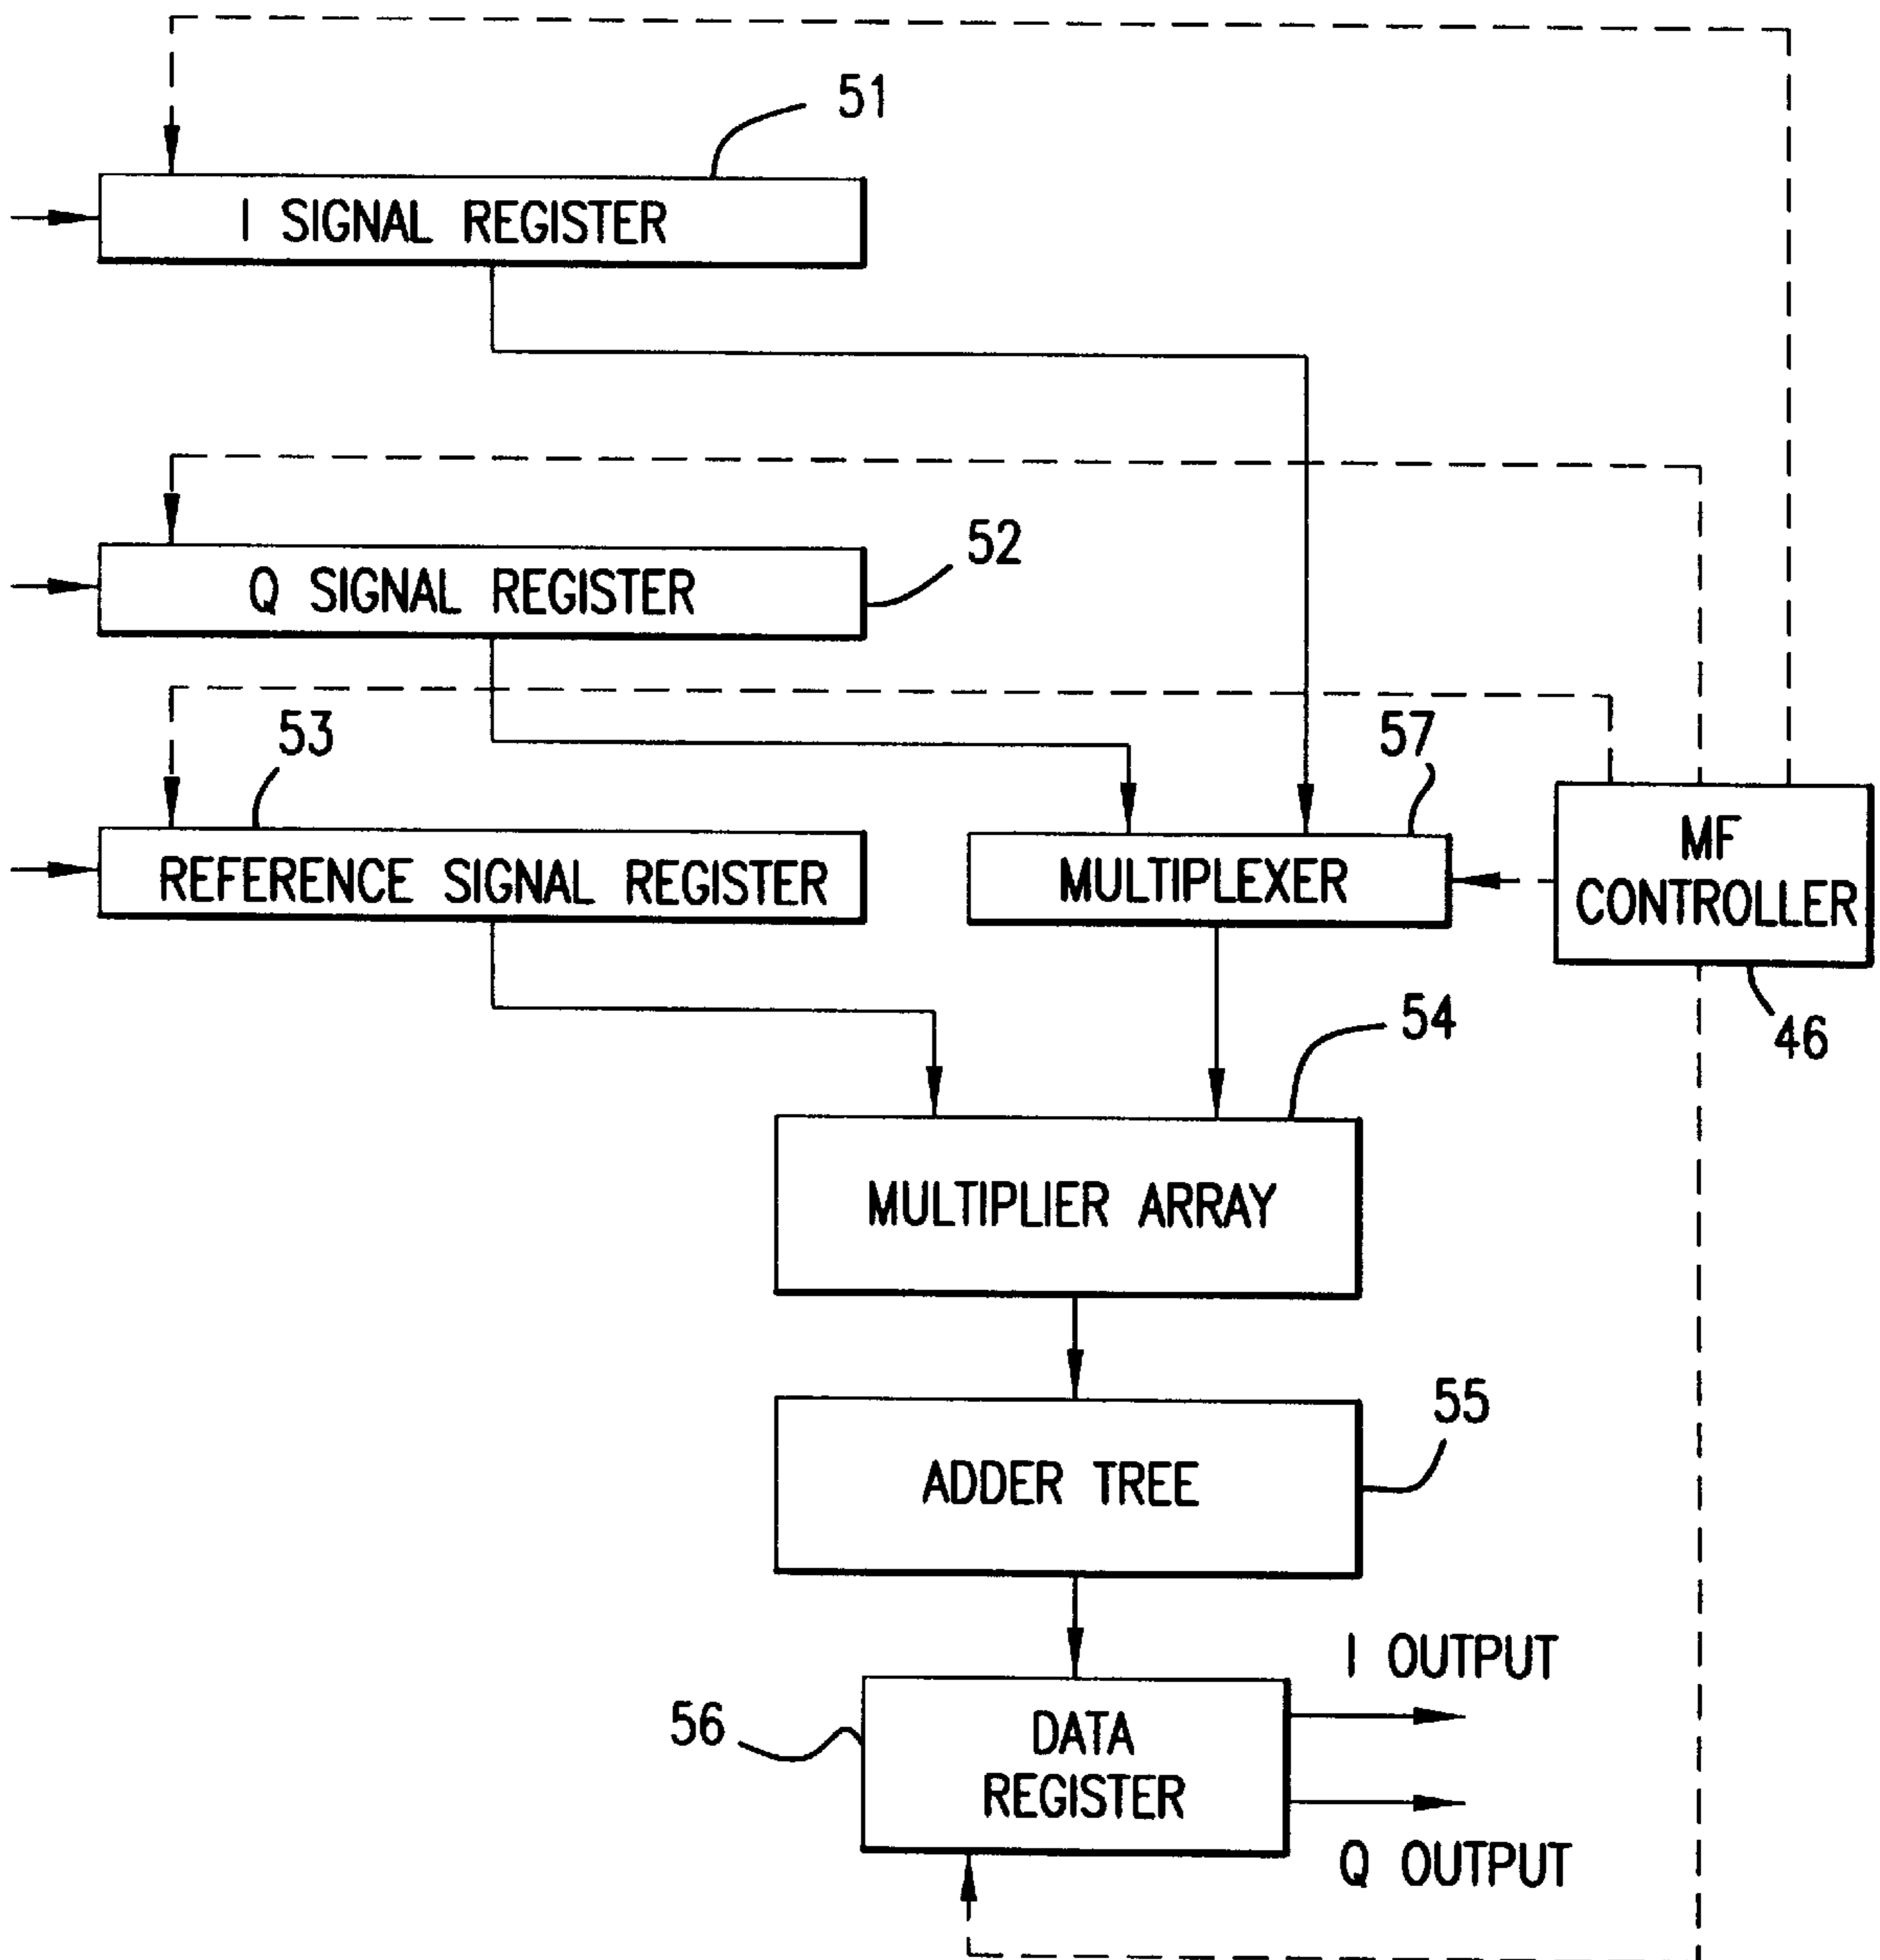 51
I SIGNAL REGISTER
52
Q SIGNAL REGISTER
53
57
REFERENCE SIGNAL REGISTER
MULTIPLEXER
MF
CONTROLLER
46
54
MULTIPLIER ARRAY
55
ADDER TREE
I OUTPUT
56
DATA
REGISTER
Q OUTPUT